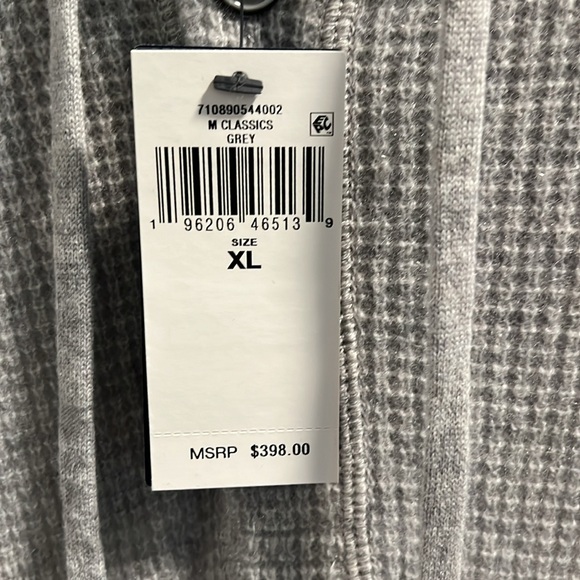 710890544002
M CLASSICS
GREY
1 96206 46513 9
SIZE
XL
MSRP $398.00